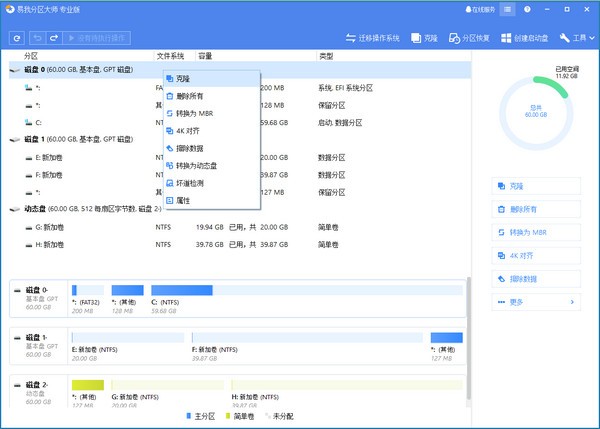 易我分区大师 专业版
在线服务
没有待执行操作
迁移操作系统 克隆 分区恢复 创建启动盘 工具
分区 文件系统 容量 类型
磁盘 0 (60.00 GB, 基本盘, GPT 磁盘)
*: FA 200 MB 系统, EFI 系统分区
*: 其 128 MB 保留分区
C: NT 59.68 GB 启动, 数据分区
磁盘 1 (60.00 GB, 基本盘, GPT 磁盘)
E: 新加卷 NT 20.00 GB 数据分区
F: 新加卷 NT 39.87 GB 数据分区
*: 其 127 MB 保留分区
动态盘 (60.00 GB, 512 每扇区字节数, 磁盘 2-)
G: 新加卷 NTFS 19.94 GB 已用，共 20.00 GB 简单卷
H: 新加卷 NTFS 39.78 GB 已用，共 39.87 GB 简单卷
克隆
删除所有
转换为 MBR
4K 对齐
擦除数据
转换为动态盘
坏道检测
属性
已用空间
11.92 GB
总共
60.00 GB
克隆
删除所有
转换为 MBR
4K 对齐
擦除数据
更多
磁盘 0-
基本盘 GPT
60.00 GB
*: (FAT32)
200 MB
*: (其他)
128 MB
C: (NTFS)
59.68 GB
磁盘 1-
基本盘 GPT
60.00 GB
E: 新加卷 (NTFS)
20.00 GB
F: 新加卷 (NTFS)
39.87 GB
*: (其他)
127 MB
磁盘 2-
动态盘
60.00 GB
*: (其他)
127 MB
G: 新加卷 (NTFS)
20.00 GB
H: 新加卷 (NTFS)
39.87 GB
主分区 简单卷 未分配